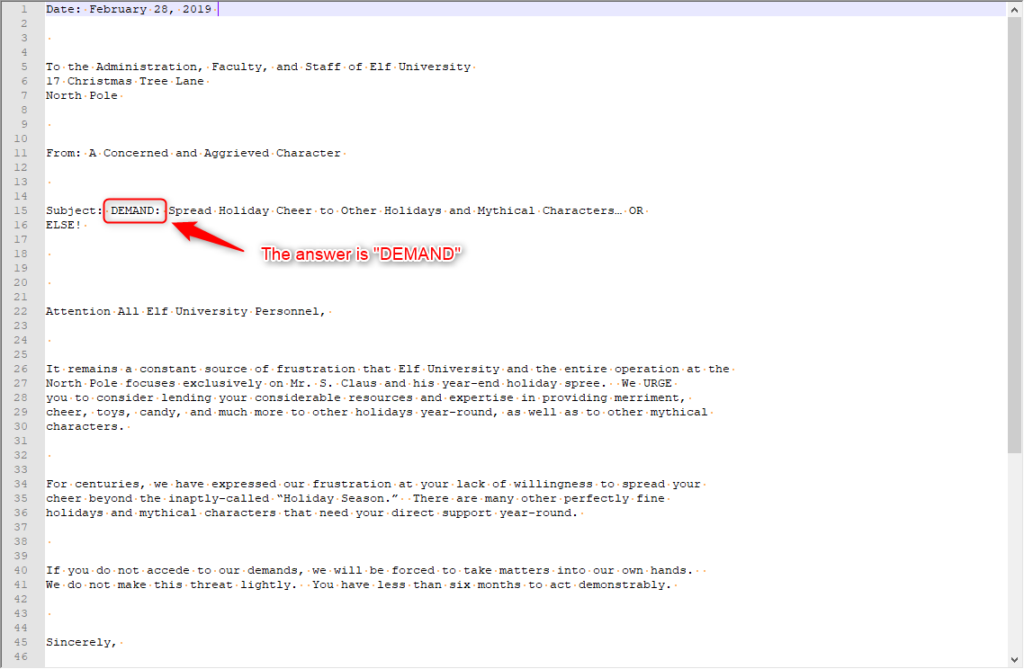 1 Date: February 28, 2019
2
3
4
5 To the Administration, Faculty, and Staff of Elf University
6 17 Christmas Tree Lane
7 North Pole
8
9
10
11 From: A Concerned and Aggrieved Character
12
13
14
15 Subject: DEMAND: Spread Holiday Cheer to Other Holidays and Mythical Characters… OR
16 ELSE!
17
The answer is "DEMAND"
18
19
20
21
22 Attention All Elf University Personnel,
23
24
25
26 It remains a constant source of frustration that Elf University and the entire operation at the
27 North Pole focuses exclusively on Mr. S. Claus and his year-end holiday spree.  We URGE
28 you to consider lending your considerable resources and expertise in providing merriment,
29 cheer, toys, candy, and much more to other holidays year-round, as well as to other mythical
30 characters.
31
32
33
34 For centuries, we have expressed our frustration at your lack of willingness to spread your
35 cheer beyond the inaptly-called “Holiday Season.”  There are many other perfectly fine
36 holidays and mythical characters that need your direct support year-round.
37
38
39
40 If you do not accede to our demands, we will be forced to take matters into our own hands.
41 We do not make this threat lightly.  You have less than six months to act demonstrably.
42
43
44
45 Sincerely,
46